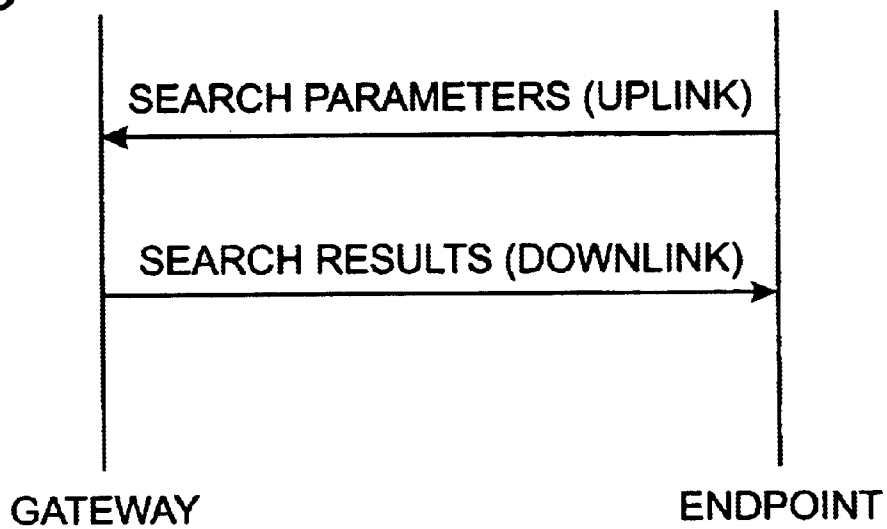 SEARCH PARAMETERS (UPLINK)
SEARCH RESULTS (DOWNLINK)
GATEWAY
ENDPOINT